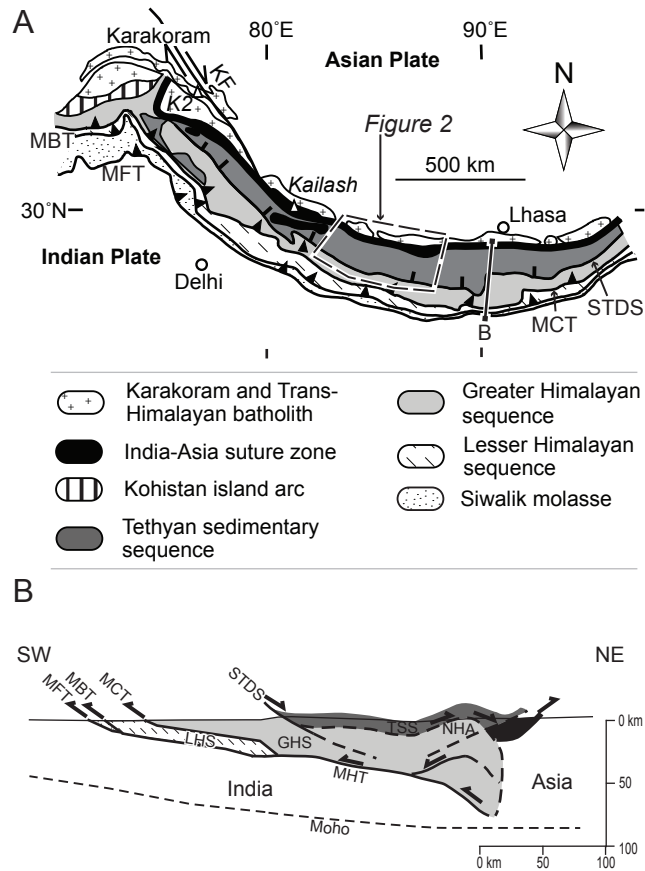 A
Karakoram
80°E
90°E
Asian Plate
KF
N
K2
Figure 2
MBT
500 km
MFT
Kailash
Lhasa
30°N
Indian Plate
Delhi
STDS
MCT
B
Karakoram and Trans-
Himalayan batholith
India-Asia suture zone
Kohistan island arc
Tethyan sedimentary
sequence
Greater Himalayan
sequence
Lesser Himalayan
sequence
Siwalik molasse
B
SW
NE
MFT
MBT
MCT
STDS
0 km
TSS
NHA
LHS
GHS
MHT
India
Asia
50
Moho
100
0 km
50
100